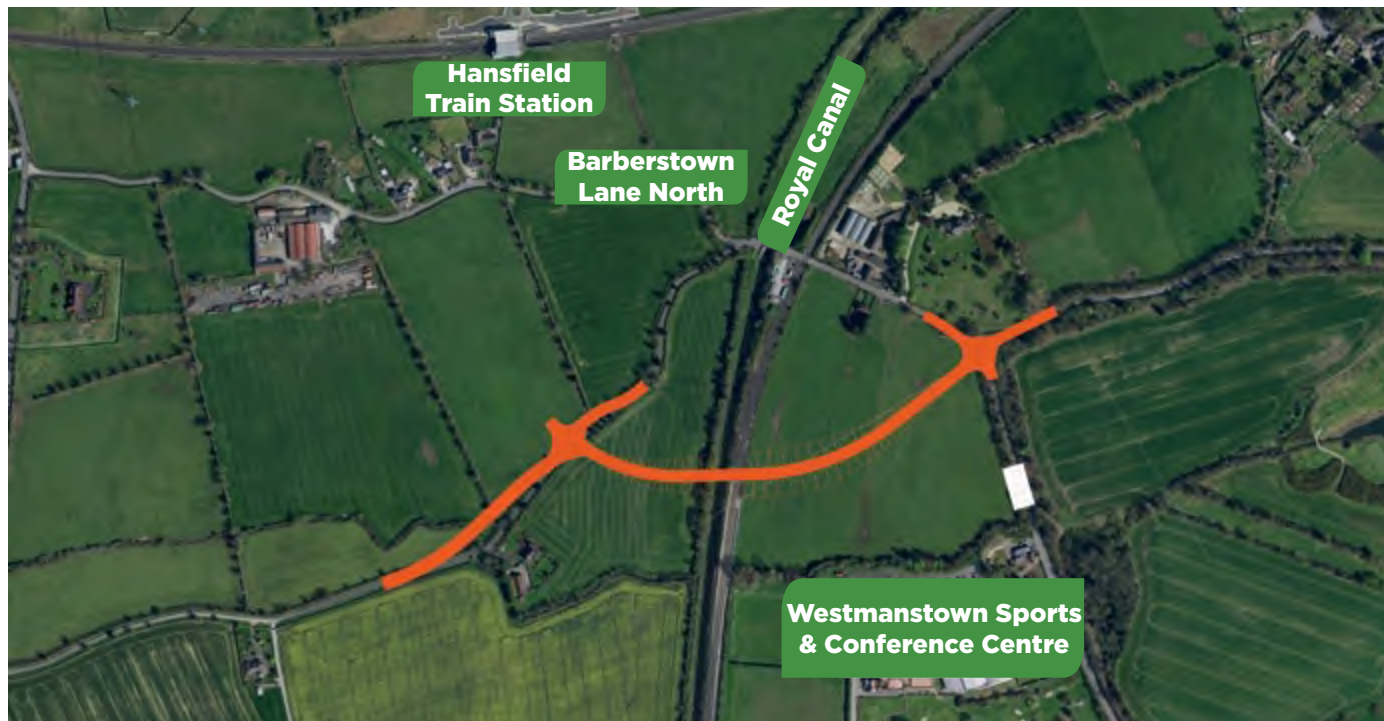 Hansfield
Train Station
Barberstown
Lane North
Royal Canal
Westmanstown Sports
& Conference Centre